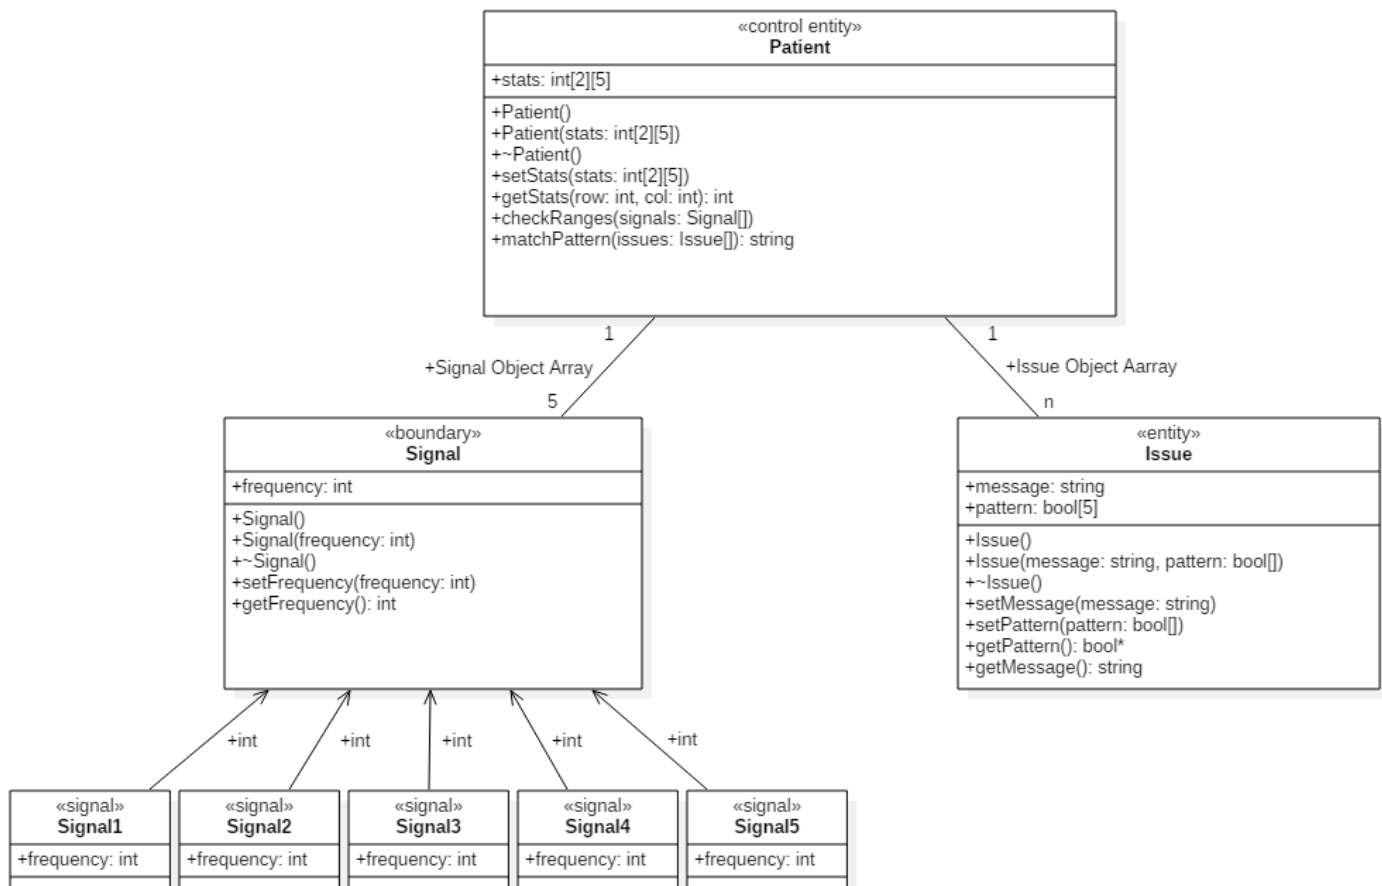 «control entity»
Patient
+stats: int[2][5]
+Patient()
+Patient(stats: int[2][5])
+~Patient()
+setStats(stats: int[2][5])
+getStats(row: int, col: int): int
+checkRanges(signals: Signal[])
+matchPattern(issues: Issue[]): string
1
1
+Signal Object Array
+Issue Object Aarray
5
n
«boundary»
Signal
+frequency: int
+Signal()
+Signal(frequency: int)
+~Signal()
+setFrequency(frequency: int)
+getFrequency(): int
«entity»
Issue
+message: string
+pattern: bool[5]
+Issue()
+Issue(message: string, pattern: bool[])
+~Issue()
+setMessage(message: string)
+setPattern(pattern: bool[])
+getPattern(): bool*
+getMessage(): string
+int
+int
+int
+int
+int
«signal»
Signal1
+frequency: int
«signal»
Signal2
+frequency: int
«signal»
Signal3
+frequency: int
«signal»
Signal4
+frequency: int
«signal»
Signal5
+frequency: int